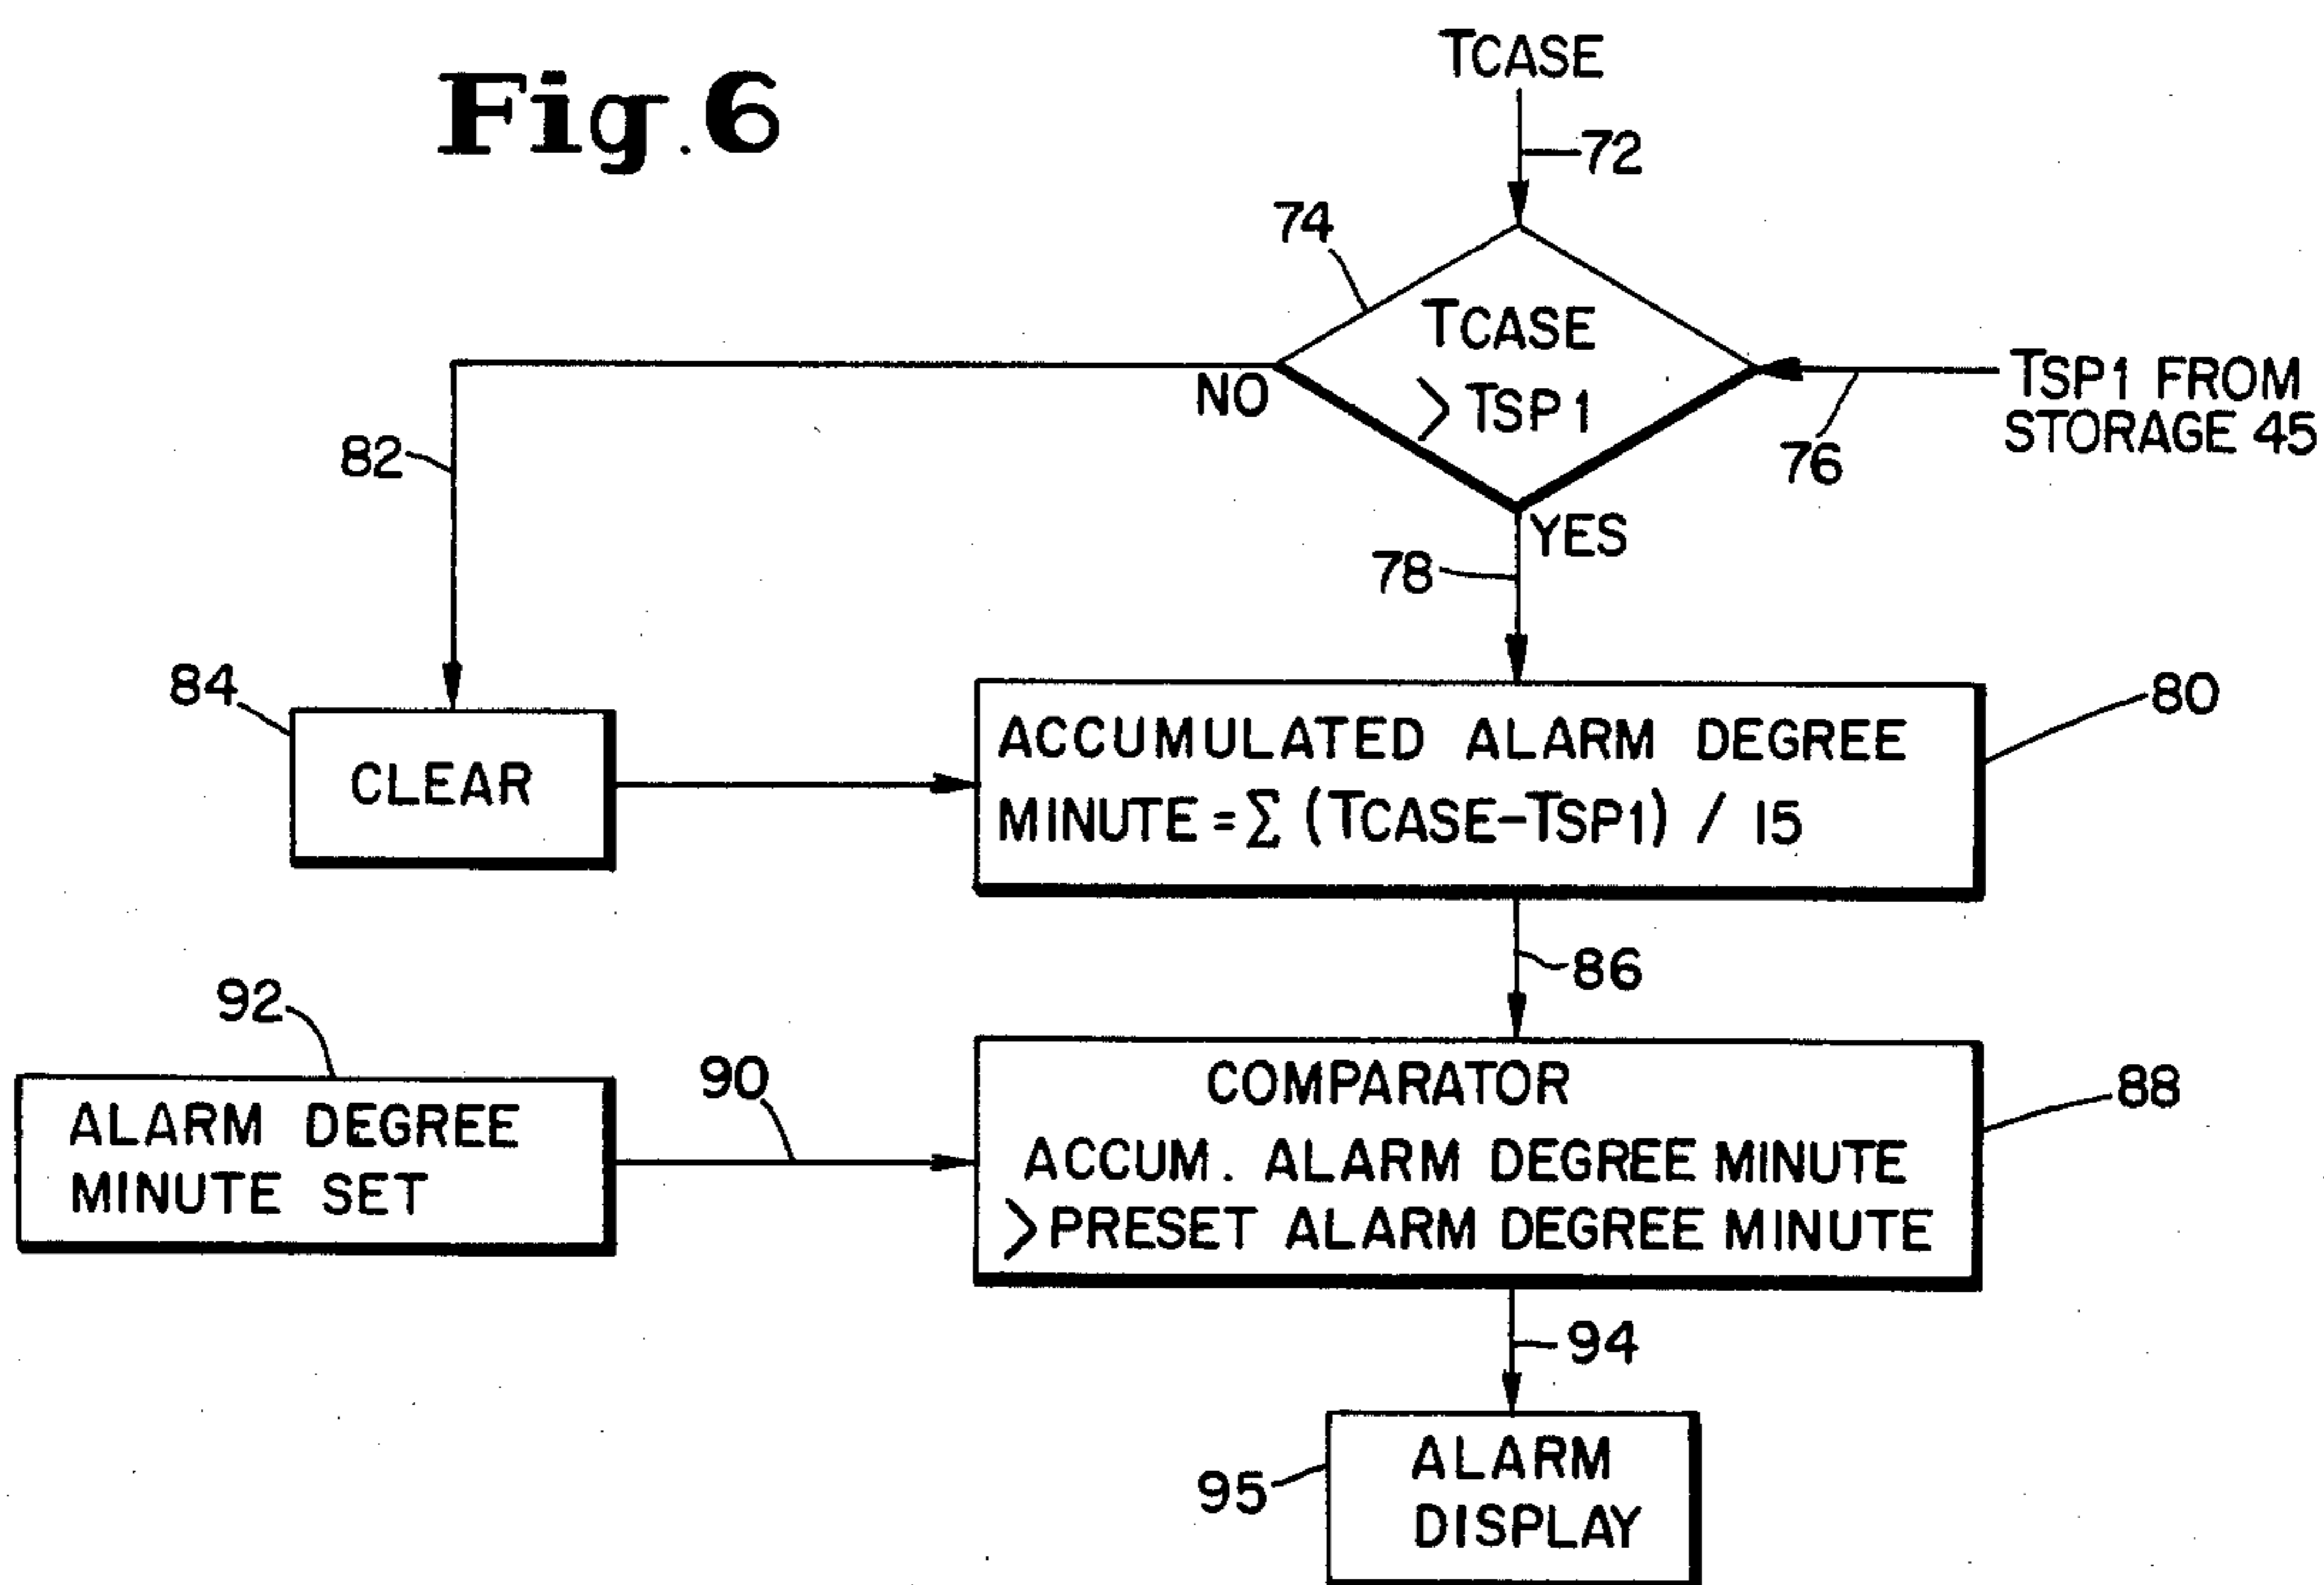 Fig.6
TCASE
72
74
TCASE
> TSP1
NO
TSP1 FROM
STORAGE 45
76
82
YES
78
84
CLEAR
ACCUMULATED ALARM DEGREE
MINUTE = Σ (TCASE-TSP1) / 15
80
86
92
ALARM DEGREE
MINUTE SET
90
COMPARATOR
ACCUM. ALARM DEGREE MINUTE
> PRESET ALARM DEGREE MINUTE
88
94
95
ALARM
DISPLAY